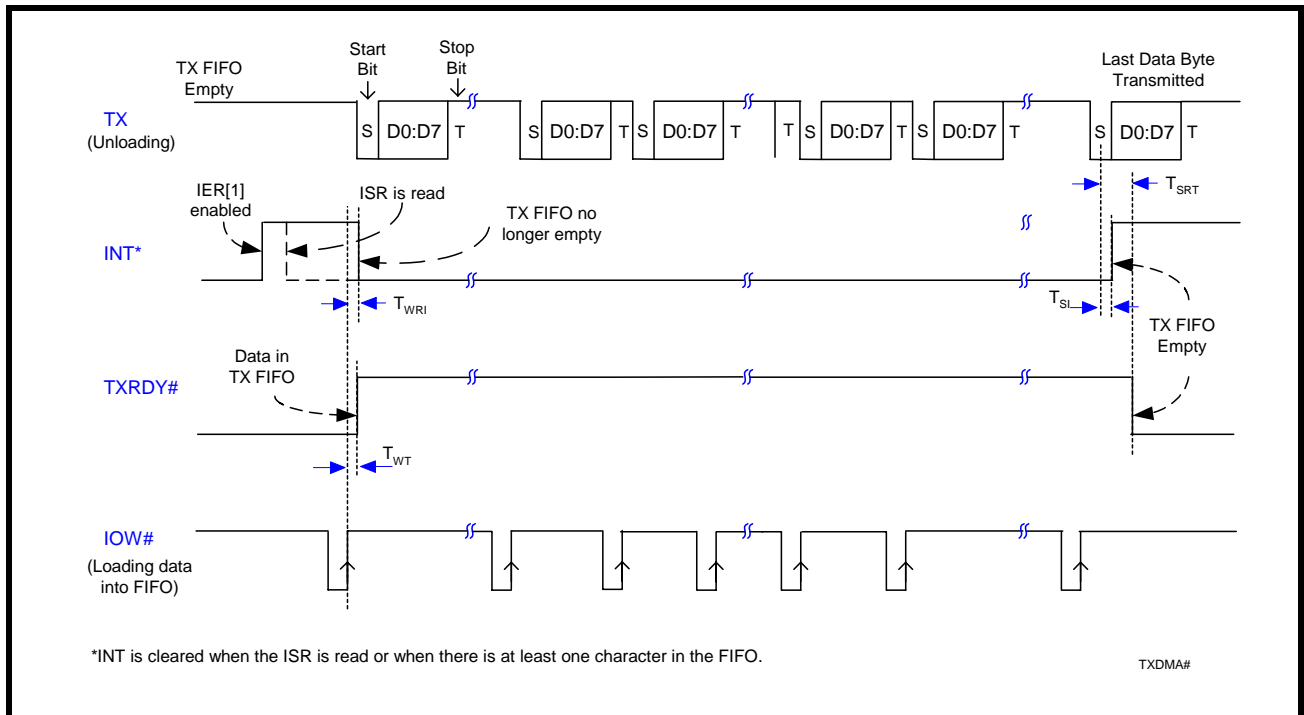 TX FIFO
Empty
Start
Bit
Stop
Bit
Last Data Byte
Transmitted
TX
(Unloading)
S D0:D7 T S D0:D7 T S D0:D7 T T S D0:D7 T S D0:D7 T S D0:D7 T
TSRT
IER[1]
enabled
ISR is read
TX FIFO no
longer empty
INT*
TWRI
TSI
TX FIFO
Empty
Data in
TX FIFO
TXRDY#
TWT
IOW#
(Loading data
into FIFO)
*INT is cleared when the ISR is read or when there is at least one character in the FIFO.
TXDMA#